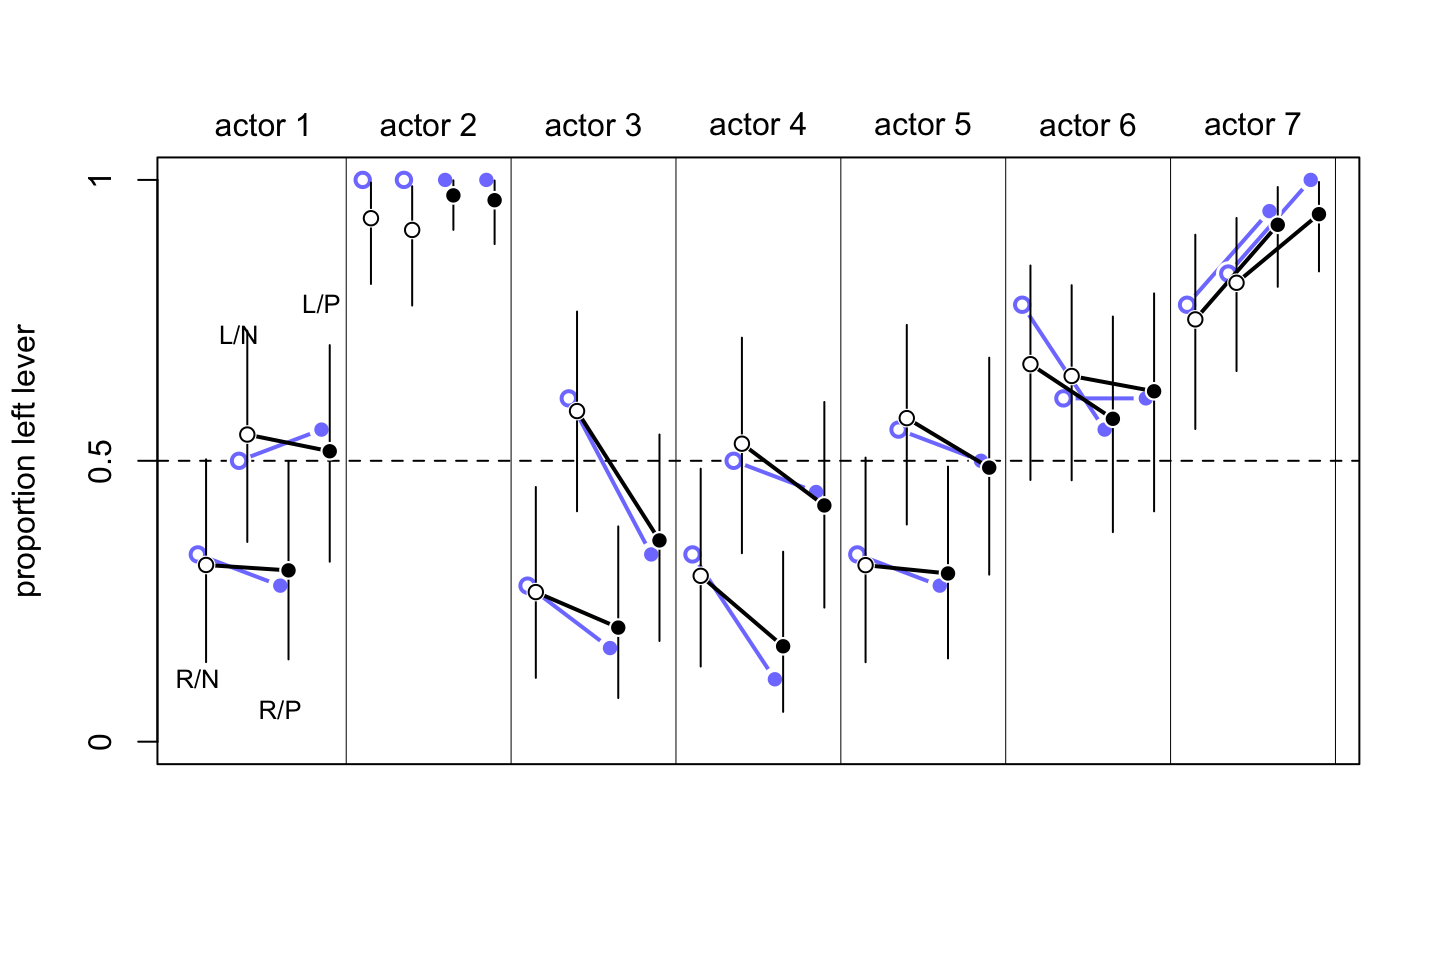 actor 1 actor 2 actor 3 actor 4 actor 5 actor 6 actor 7
proportion left lever
1
0.5
0
L/P
L/N
R/N
R/P